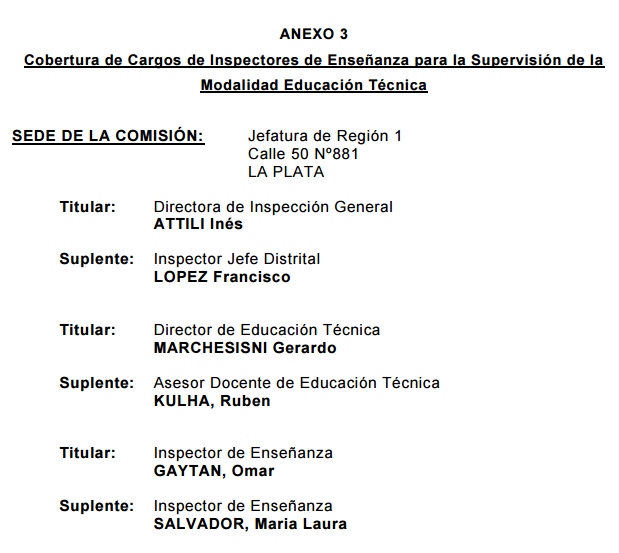 ANEXO 3
Cobertura de Cargos de Inspectores de Enseñanza para la Supervisión de la
Modalidad Educación Técnica
SEDE DE LA COMISIÓN: Jefatura de Región 1
Calle 50 Nº881
LA PLATA
Titular: Directora de Inspección General
ATTILI Inés
Suplente: Inspector Jefe Distrital
LOPEZ Francisco
Titular: Director de Educación Técnica
MARCHESISNI Gerardo
Suplente: Asesor Docente de Educación Técnica
KULHA, Ruben
Titular: Inspector de Enseñanza
GAYTAN, Omar
Suplente: Inspector de Enseñanza
SALVADOR, Maria Laura